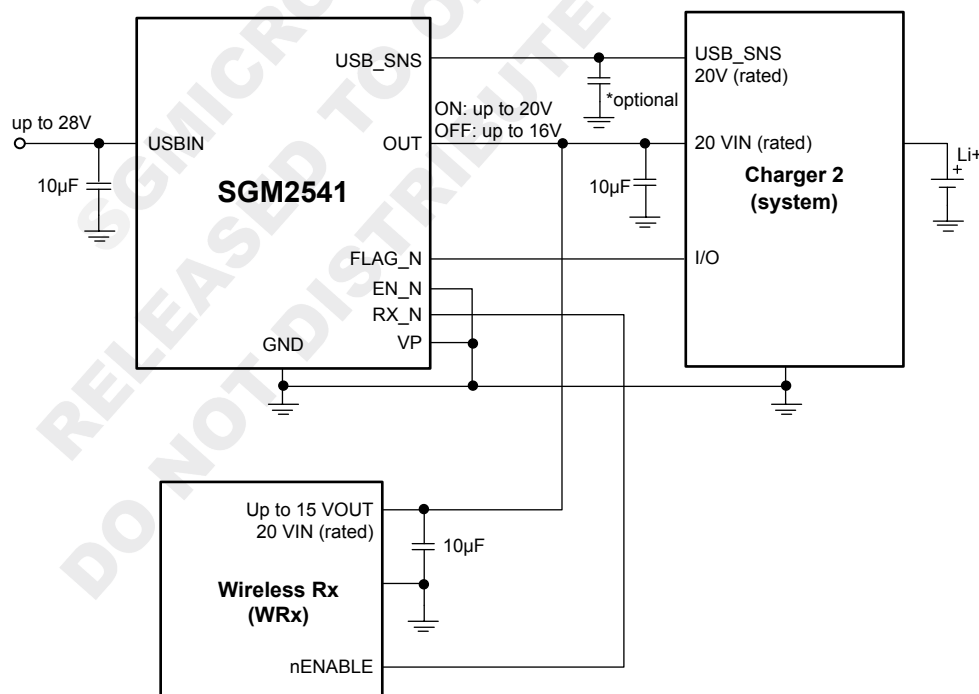 SGMICRO
RELEASED TO
DO NOT DISTRIBUTE
USB_SNS
USB_SNS
20V (rated)
*optional
up to 28V
ON: up to 20V
OFF: up to 16V
USBIN
OUT
20 VIN (rated)
Li+
+
10µF
SGM2541
10µF
Charger 2
(system)
FLAG_N
I/O
EN_N
RX_N
GND
VP
Up to 15 VOUT
20 VIN (rated)
10µF
Wireless Rx
(WRx)
nENABLE